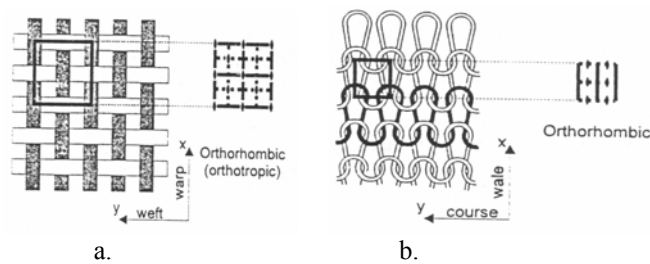 x
Orthorhombic
(orthotropic)
warp
y
weft
a.
Orthorhombic
x
wale
y
course
b.